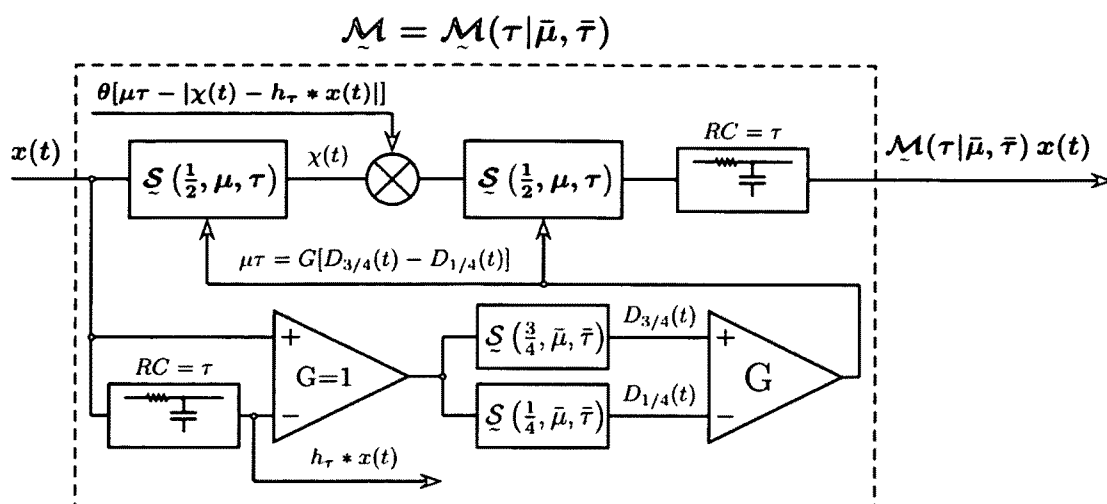 𝓜̰ = 𝓜̰(τ|μ̄, τ̄)
θ[μτ − |χ(t) − h_τ * x(t)|]
x(t)
𝓢̰ (1/2, μ, τ)
χ(t)
𝓢̰ (1/2, μ, τ)
RC = τ
𝓜̰(τ|μ̄, τ̄) x(t)
μτ = G[D_{3/4}(t) − D_{1/4}(t)]
+
G=1
−
RC = τ
h_τ * x(t)
𝓢̰ (3/4, μ̄, τ̄)
D_{3/4}(t)
𝓢̰ (1/4, μ̄, τ̄)
D_{1/4}(t)
+
G
−